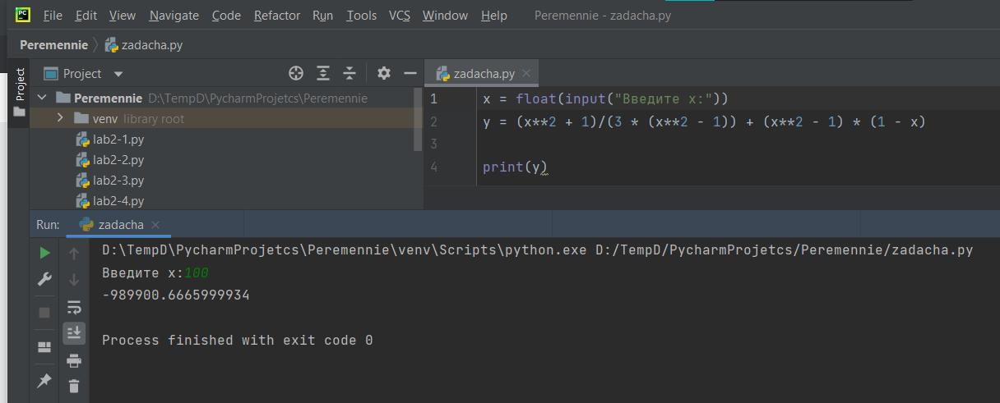 PC File Edit View Navigate Code Refactor Run Tools VCS Window Help Peremennie - zadacha.py
Peremennie zadacha.py
Project Project zadacha.py
Peremennie D:\TempD\PycharmProjetcs\Peremennie
venv library root
lab2-1.py
lab2-2.py
lab2-3.py
lab2-4.py
1 x = float(input("Введите x:"))
2 y = (x**2 + 1)/(3 * (x**2 - 1)) + (x**2 - 1) * (1 - x)
3
4 print(y)
Run: zadacha
D:\TempD\PycharmProjetcs\Peremennie\venv\Scripts\python.exe D:/TempD/PycharmProjetcs/Peremennie/zadacha.py
Введите x:100
-989900.6665999934
Process finished with exit code 0